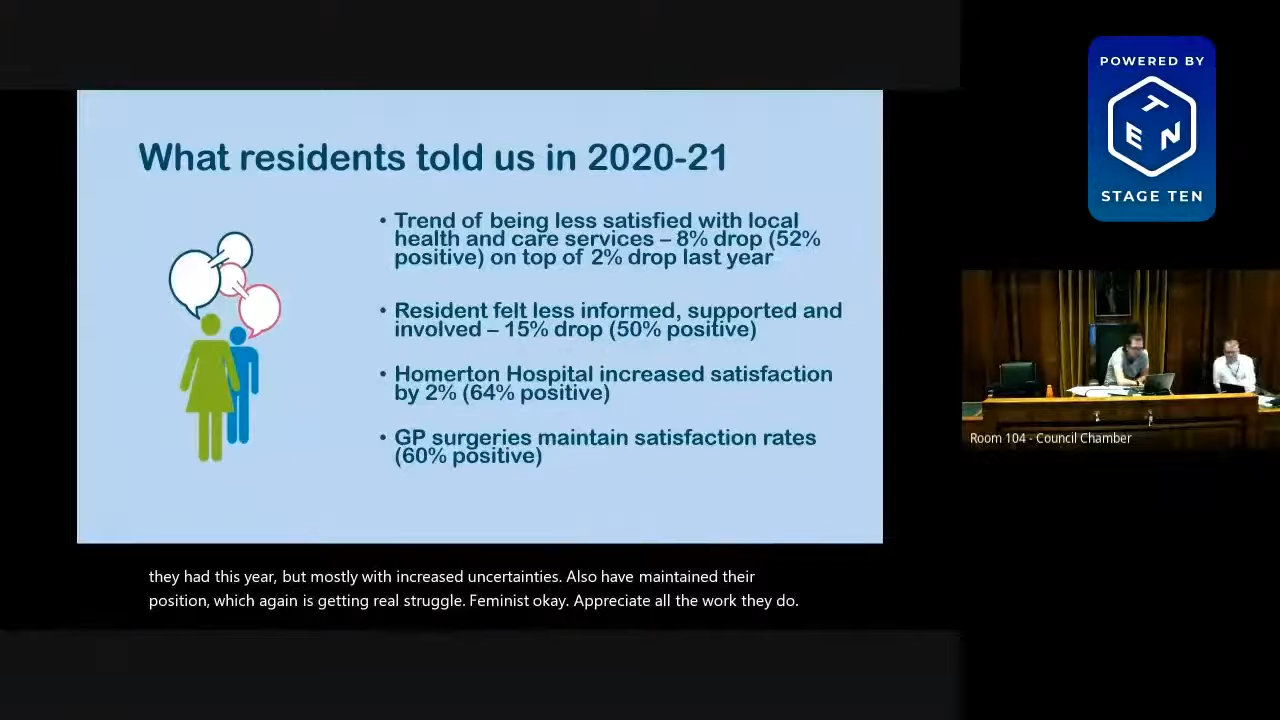 POWERED BY
TEN
STAGE TEN
What residents told us in 2020-21
• Trend of being less satisfied with local
health and care services – 8% drop (52%
positive) on top of 2% drop last year
• Resident felt less informed, supported and
involved – 15% drop (50% positive)
• Homerton Hospital increased satisfaction
by 2% (64% positive)
• GP surgeries maintain satisfaction rates
(60% positive)
Room 104 - Council Chamber
they had this year, but mostly with increased uncertainties. Also have maintained their
position, which again is getting real struggle. Feminist okay. Appreciate all the work they do.